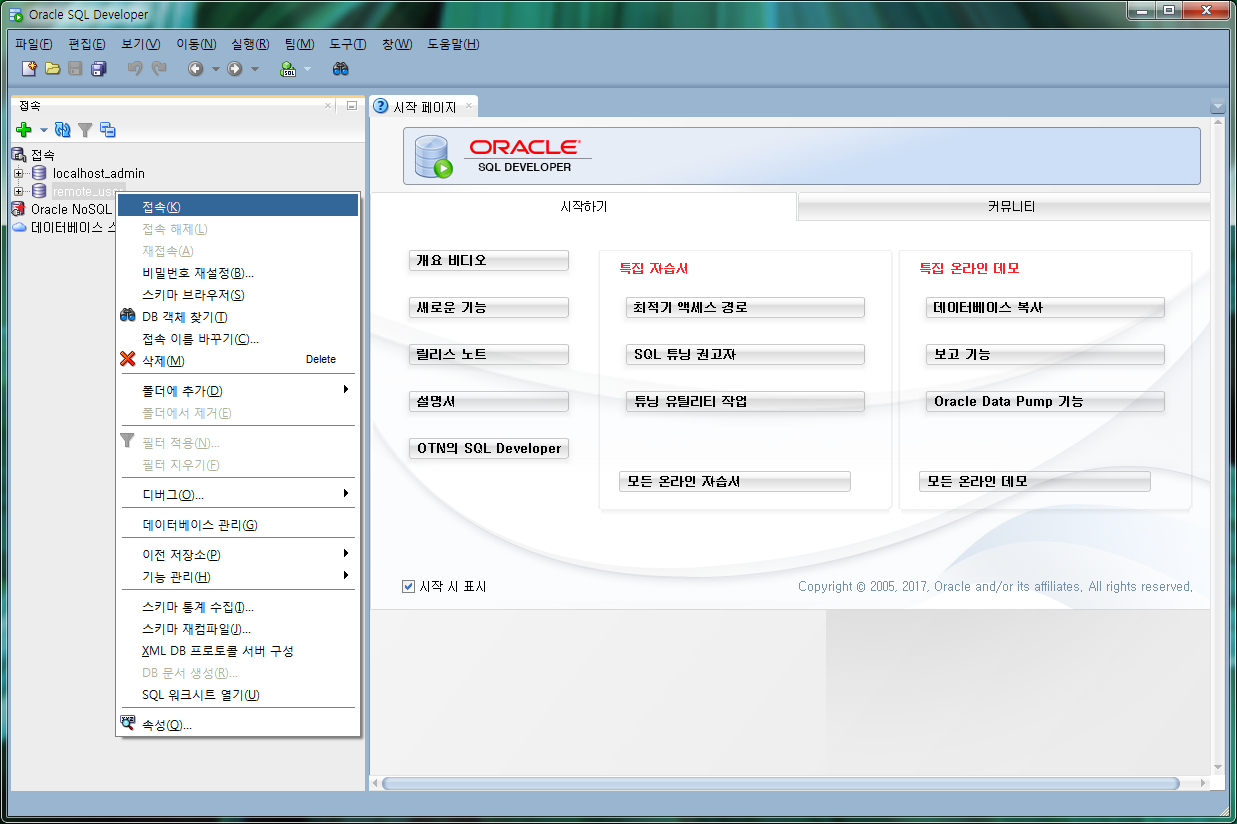 Oracle SQL Developer
파일(F) 편집(E) 보기(V) 이동(N) 실행(R) 팀(M) 도구(T) 창(W) 도움말(H)
접속
접속
localhost_admin
remote_user
Oracle NoSQL
데이터베이스
접속(K)
접속 해제(L)
재접속(A)
비밀번호 재설정(B)...
스키마 브라우저(S)
DB 객체 찾기(T)
접속 이름 바꾸기(C)...
삭제(M) Delete
폴더에 추가(D)
폴더에서 제거(E)
필터 적용(N)...
필터 지우기(F)
디버그(O)...
데이터베이스 관리(G)
이전 저장소(P)
기능 관리(H)
스키마 통계 수집(I)...
스키마 재컴파일(J)...
XML DB 프로토콜 서버 구성
DB 문서 생성(R)...
SQL 워크시트 열기(U)
속성(Q)...
시작 페이지
ORACLE
SQL DEVELOPER
시작하기 커뮤니티
개요 비디오
새로운 기능
릴리스 노트
설명서
OTN의 SQL Developer
특집 자습서
최적기 액세스 경로
SQL 튜닝 권고자
튜닝 유틸리티 작업
모든 온라인 자습서
특집 온라인 데모
데이터베이스 복사
보고 기능
Oracle Data Pump 기능
모든 온라인 데모
시작 시 표시
Copyright © 2005, 2017, Oracle and/or its affiliates, All rights reserved,